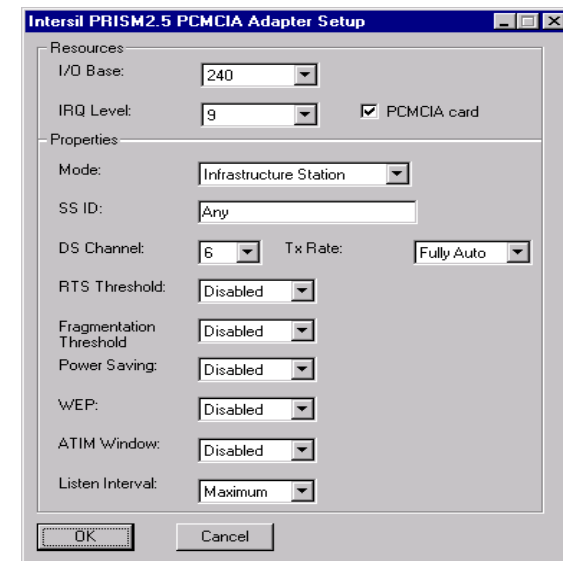 Intersil PRISM2.5 PCMCIA Adapter Setup
Resources
I/O Base: 240
IRQ Level: 9 PCMCIA card
Properties
Mode: Infrastructure Station
SS ID: Any
DS Channel: 6 Tx Rate: Fully Auto
RTS Threshold: Disabled
Fragmentation
Threshold Disabled
Power Saving: Disabled
WEP: Disabled
ATIM Window: Disabled
Listen Interval: Maximum
OK Cancel